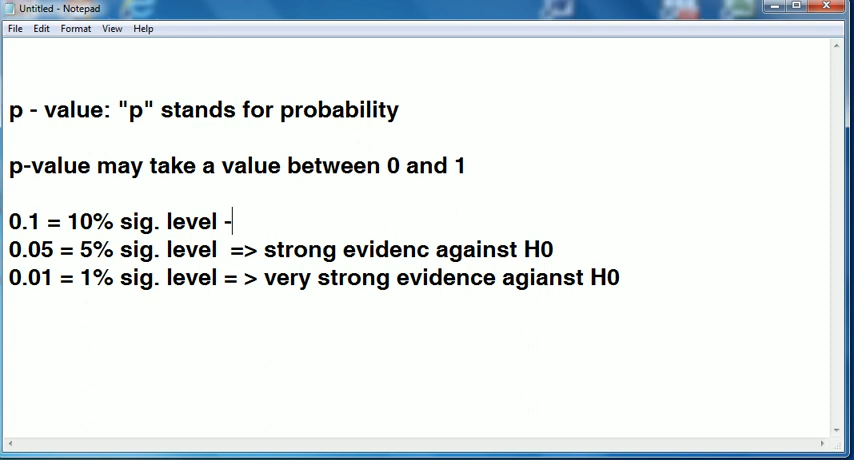 Untitled - Notepad
File Edit Format View Help
p - value: "p" stands for probability
p-value may take a value between 0 and 1
0.1 = 10% sig. level -
0.05 = 5% sig. level => strong evidenc against H0
0.01 = 1% sig. level = > very strong evidence agianst H0